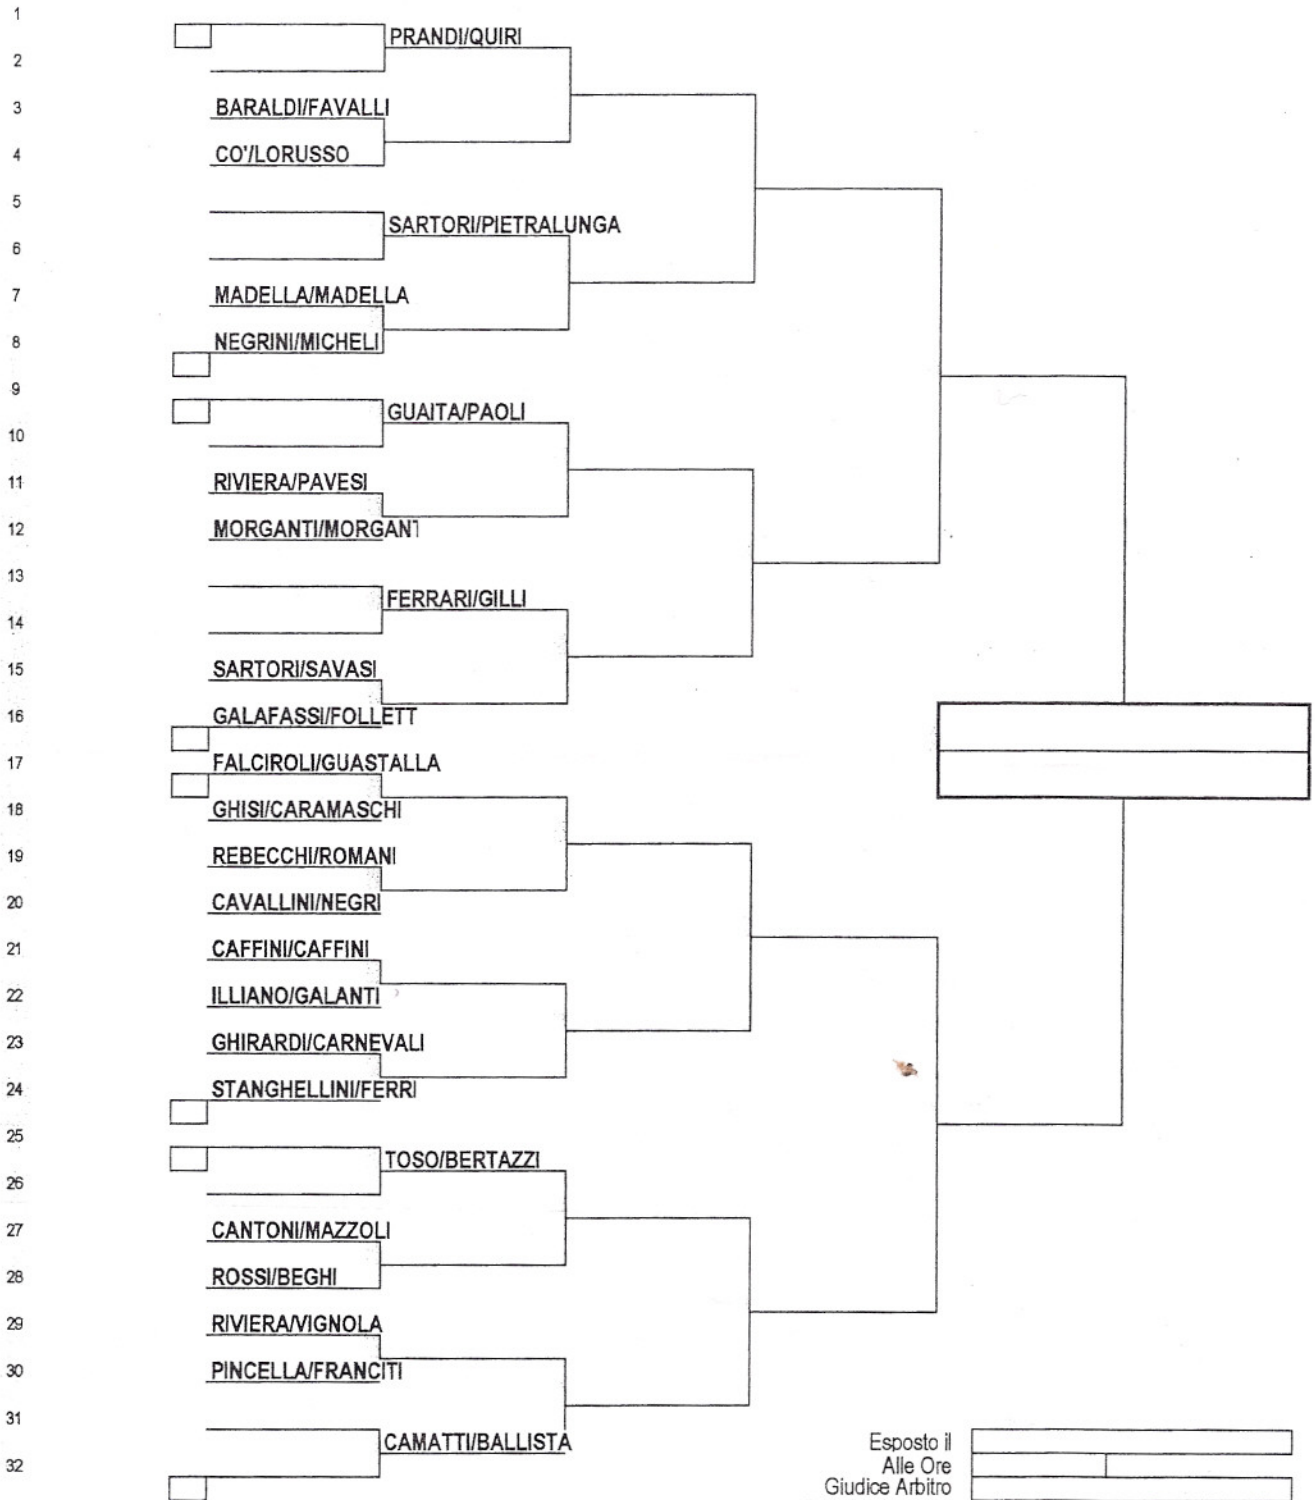 1
PRANDI/QUIRI
2
3 BARALDI/FAVALLI
4 CO'/LORUSSO
5
SARTORI/PIETRALUNGA
6
7 MADELLA/MADELLA
8 NEGRINI/MICHELI
9
GUAITA/PAOLI
10
11 RIVIERA/PAVESI
12 MORGANTI/MORGANT
13
FERRARI/GILLI
14
15 SARTORI/SAVASI
16 GALAFASSI/FOLLETT
17 FALCIROLI/GUASTALLA
18 GHISI/CARAMASCHI
19 REBECCHI/ROMANI
20 CAVALLINI/NEGRI
21 CAFFINI/CAFFINI
22 ILLIANO/GALANTI
23 GHIRARDI/CARNEVALI
24 STANGHELLINI/FERRI
25
TOSO/BERTAZZI
26
27 CANTONI/MAZZOLI
28 ROSSI/BEGHI
29 RIVIERA/VIGNOLA
30 PINCELLA/FRANCITI
31
CAMATTI/BALLISTA
32
Esposto il
Alle Ore
Giudice Arbitro